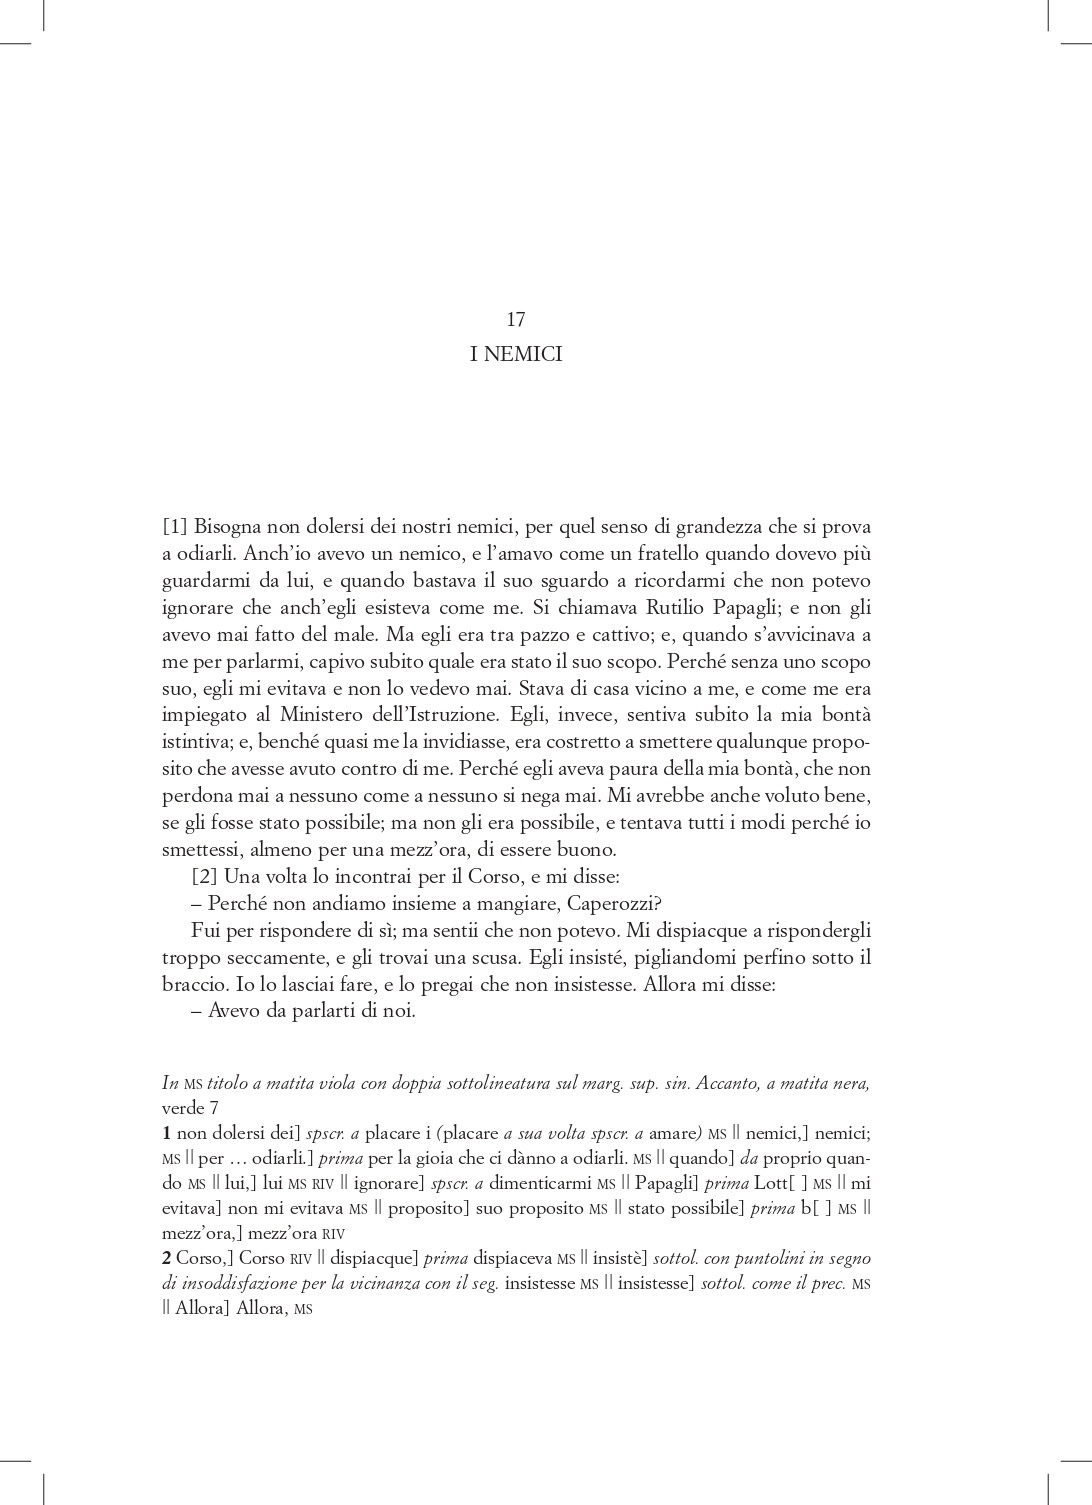 17
I NEMICI
[1] Bisogna non dolersi dei nostri nemici, per quel senso di grandezza che si prova
a odiarli. Anch’io avevo un nemico, e l’amavo come un fratello quando dovevo più
guardarmi da lui, e quando bastava il suo sguardo a ricordarmi che non potevo
ignorare che anch’egli esisteva come me. Si chiamava Rutilio Papagli; e non gli
avevo mai fatto del male. Ma egli era tra pazzo e cattivo; e, quando s’avvicinava a
me per parlarmi, capivo subito quale era stato il suo scopo. Perché senza uno scopo
suo, egli mi evitava e non lo vedevo mai. Stava di casa vicino a me, e come me era
impiegato al Ministero dell’Istruzione. Egli, invece, sentiva subito la mia bontà
istintiva; e, benché quasi me la invidiasse, era costretto a smettere qualunque propo-
sito che avesse avuto contro di me. Perché egli aveva paura della mia bontà, che non
perdona mai a nessuno come a nessuno si nega mai. Mi avrebbe anche voluto bene,
se gli fosse stato possibile; ma non gli era possibile, e tentava tutti i modi perché io
smettessi, almeno per una mezz’ora, di essere buono.
[2] Una volta lo incontrai per il Corso, e mi disse:
– Perché non andiamo insieme a mangiare, Caperozzi?
Fui per rispondere di sì; ma sentii che non potevo. Mi dispiacque a rispondergli
troppo seccamente, e gli trovai una scusa. Egli insisté, pigliandomi perfino sotto il
braccio. Io lo lasciai fare, e lo pregai che non insistesse. Allora mi disse:
– Avevo da parlarti di noi.
In MS titolo a matita viola con doppia sottolineatura sul marg. sup. sin. Accanto, a matita nera,
verde 7
1 non dolersi dei] spscr. a placare i (placare a sua volta spscr. a amare) MS || nemici,] nemici;
MS || per … odiarli.] prima per la gioia che ci dànno a odiarli. MS || quando] da proprio quan-
do MS || lui,] lui MS RIV || ignorare] spscr. a dimenticarmi MS || Papagli] prima Lott[ ] MS || mi
evitava] non mi evitava MS || proposito] suo proposito MS || stato possibile] prima b[ ] MS ||
mezz’ora,] mezz’ora RIV
2 Corso,] Corso RIV || dispiacque] prima dispiaceva MS || insistè] sottol. con puntolini in segno
di insoddisfazione per la vicinanza con il seg. insistesse MS || insistesse] sottol. come il prec. MS
|| Allora] Allora, MS